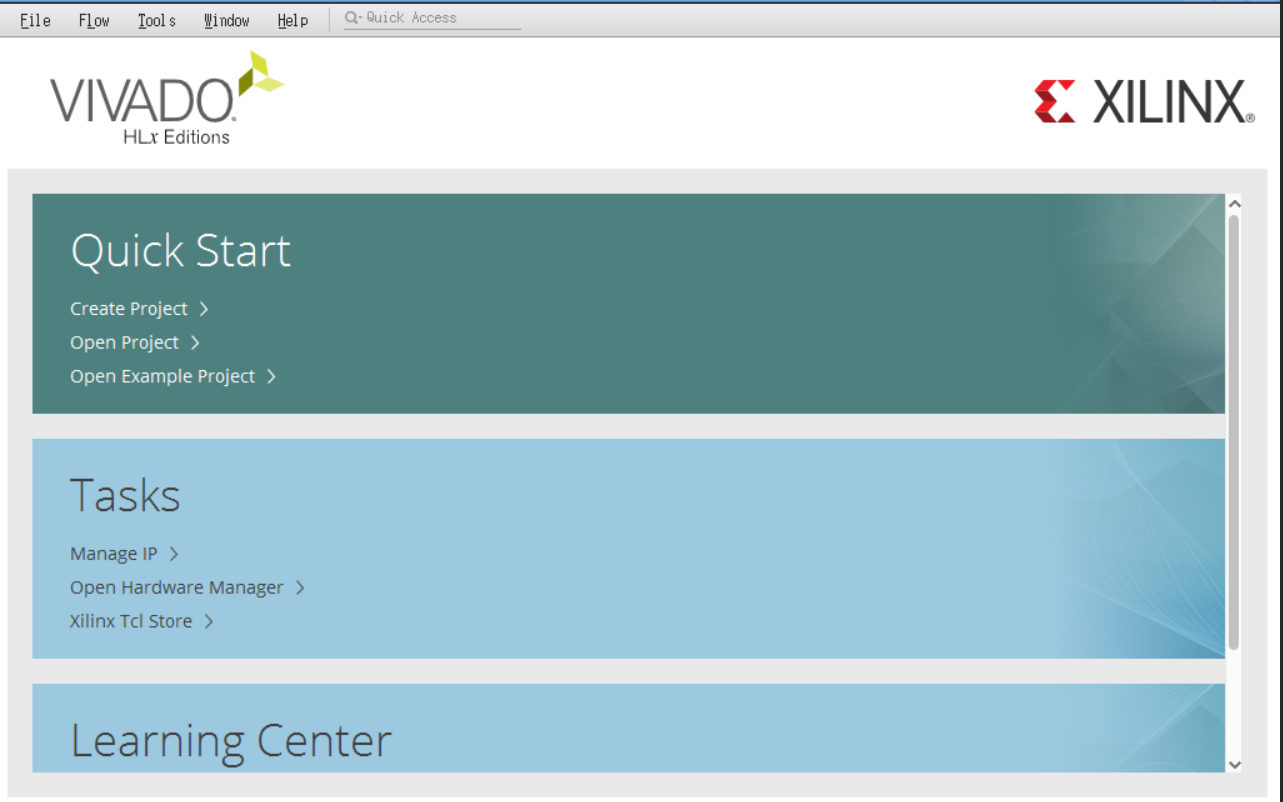 File Flow Tools Window Help Quick Access
VIVADO.
HLx Editions
XILINX®
Quick Start
Create Project
Open Project
Open Example Project
Tasks
Manage IP
Open Hardware Manager
Xilinx Tcl Store
Learning Center